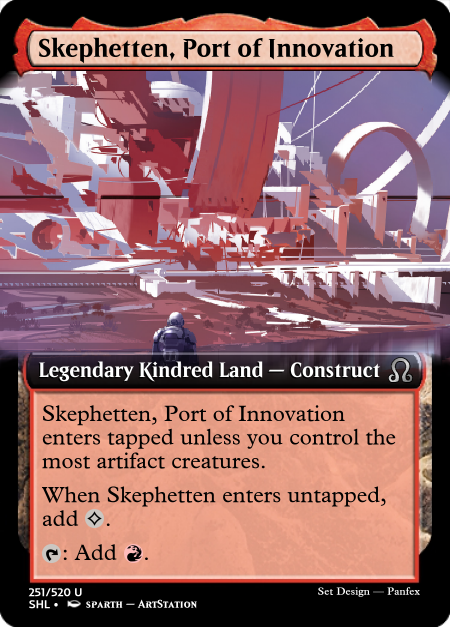 Skephetten, Port of Innovation
Legendary Kindred Land — Construct
Skephetten, Port of Innovation
enters tapped unless you control the
most artifact creatures.
When Skephetten enters untapped,
add.
: Add.
251/520 U
Set Design — Panfex
SHL • SPARTH — ArtStation